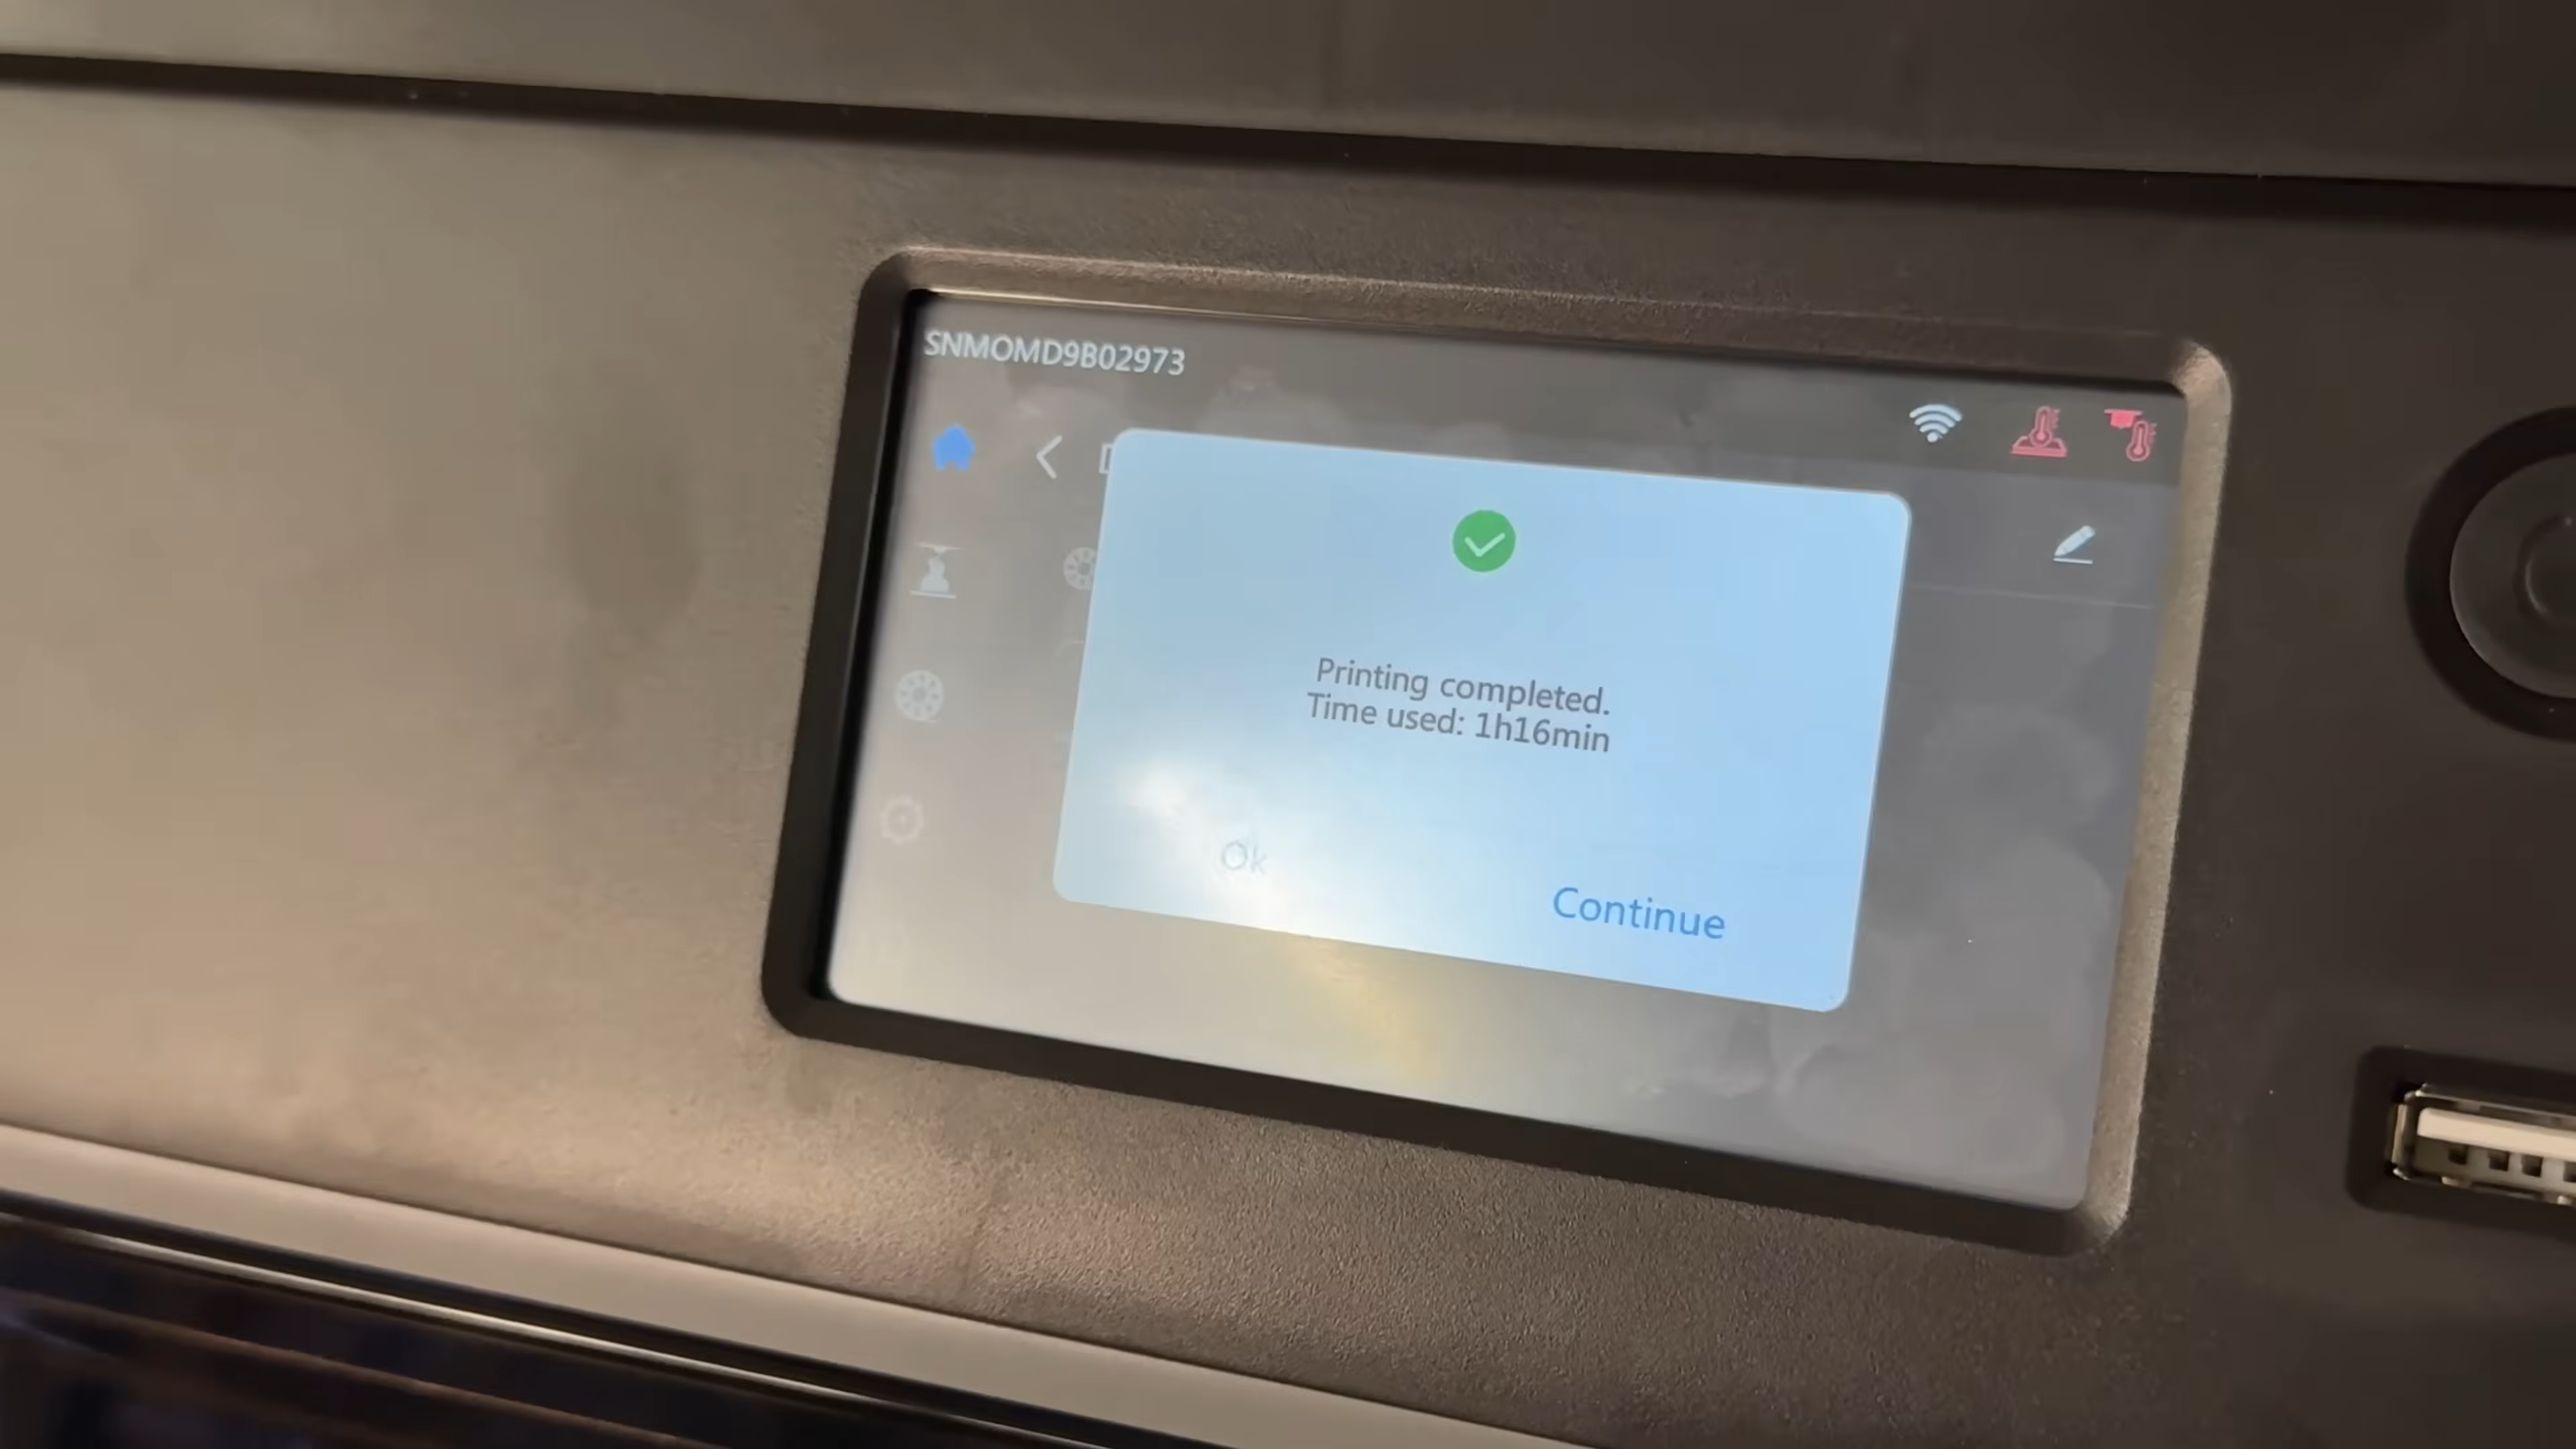 SNMOMD9B02973
Printing completed.
Time used: 1h16min
Ok
Continue